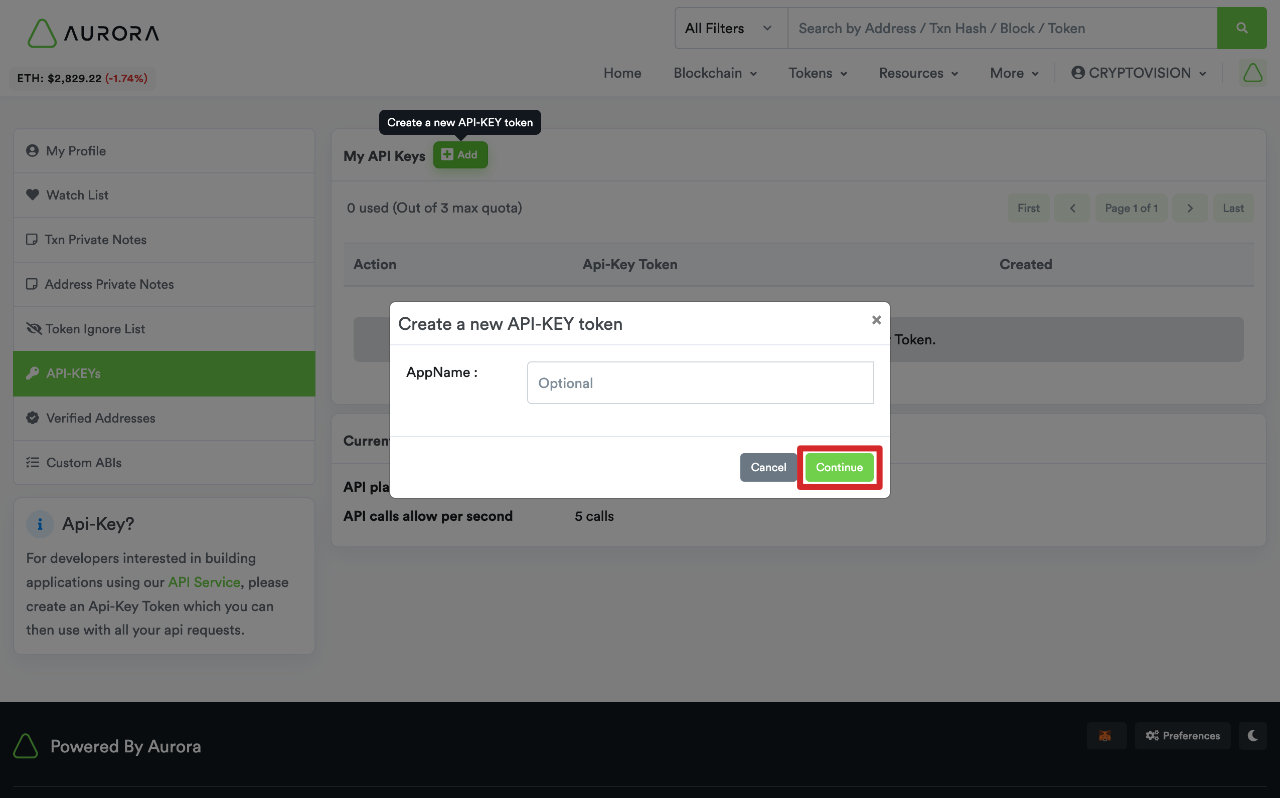 AURORA
All Filters
Search by Address / Txn Hash / Block / Token
ETH: $2,829.22 (-1.74%)
Home
Blockchain
Tokens
Resources
More
CRYPTOVISION
Create a new API-KEY token
My Profile
Watch List
Txn Private Notes
Address Private Notes
Token Ignore List
API-KEYs
Verified Addresses
Custom ABIs
Api-Key?
For developers interested in building
applications using our API Service, please
create an Api-Key Token which you can
then use with all your api requests.
My API Keys
Add
0 used (Out of 3 max quota)
First
Page 1 of 1
Last
Action Api-Key Token Created
Token.
Create a new API-KEY token
×
AppName :
Optional
Cancel
Continue
API calls allow per second 5 calls
Powered By Aurora
Preferences